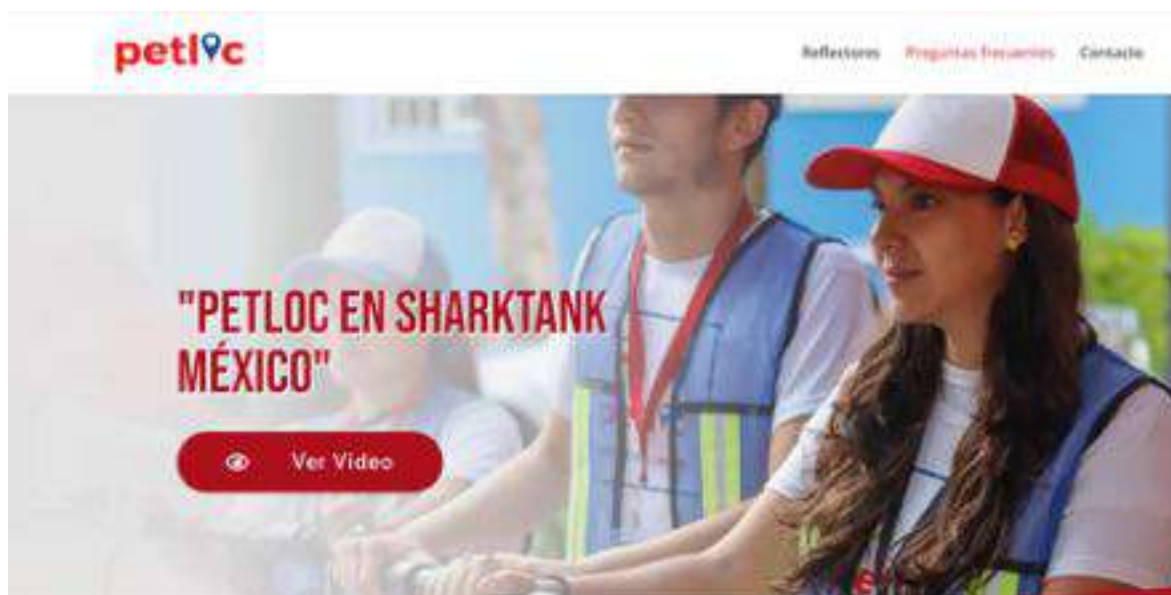 petloc
Reflectores Preguntas frecuentes Contacto
"PETLOC EN SHARKTANK
MÉXICO"
Ver Video